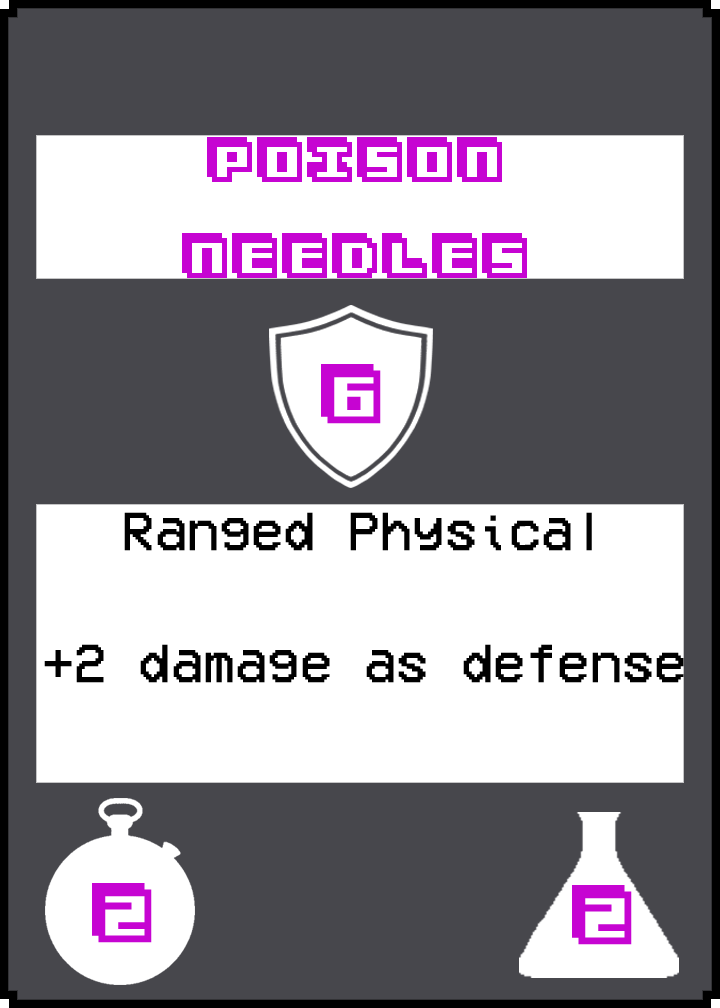 POISON
NEEDLES
6
Ranged Physical
+2 damage as defense
2
2